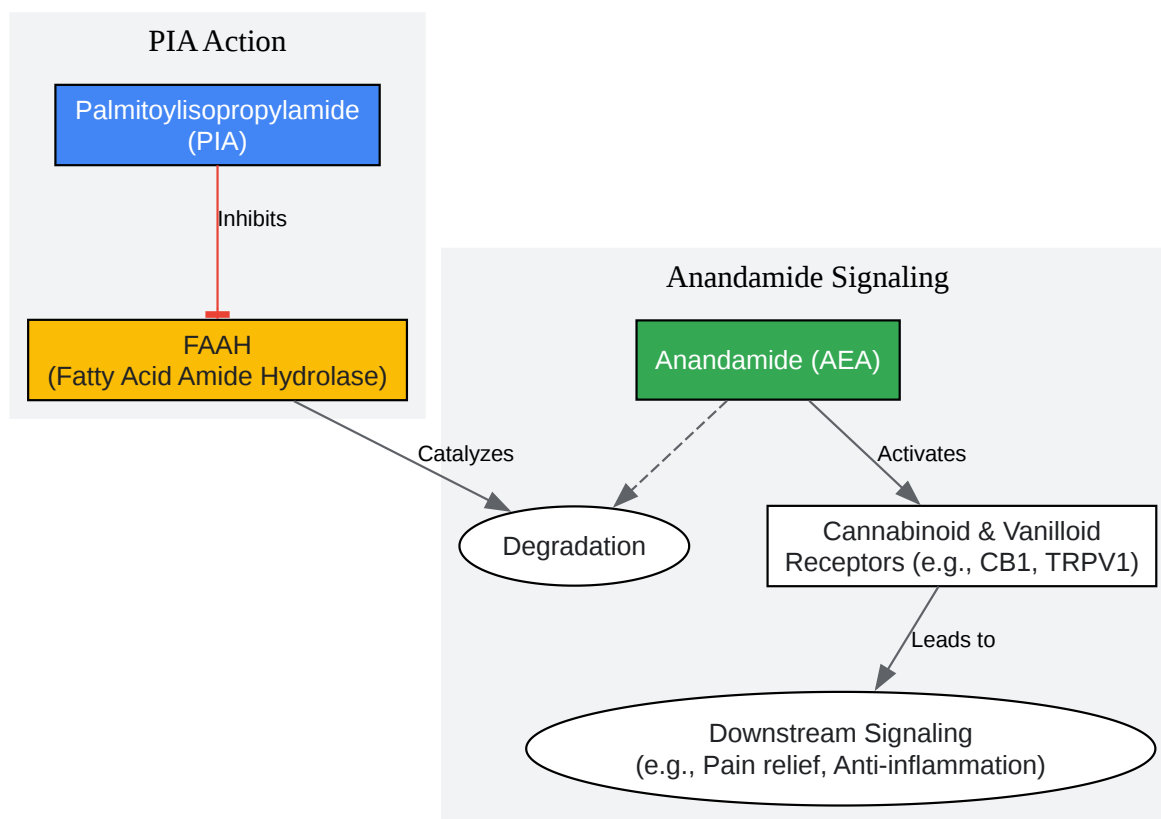 PIA Action
Palmitoylisopropylamide
(PIA)
Inhibits
FAAH
(Fatty Acid Amide Hydrolase)
Anandamide Signaling
Anandamide (AEA)
Catalyzes
Activates
Degradation
Cannabinoid & Vanilloid
Receptors (e.g., CB1, TRPV1)
Leads to
Downstream Signaling
(e.g., Pain relief, Anti-inflammation)